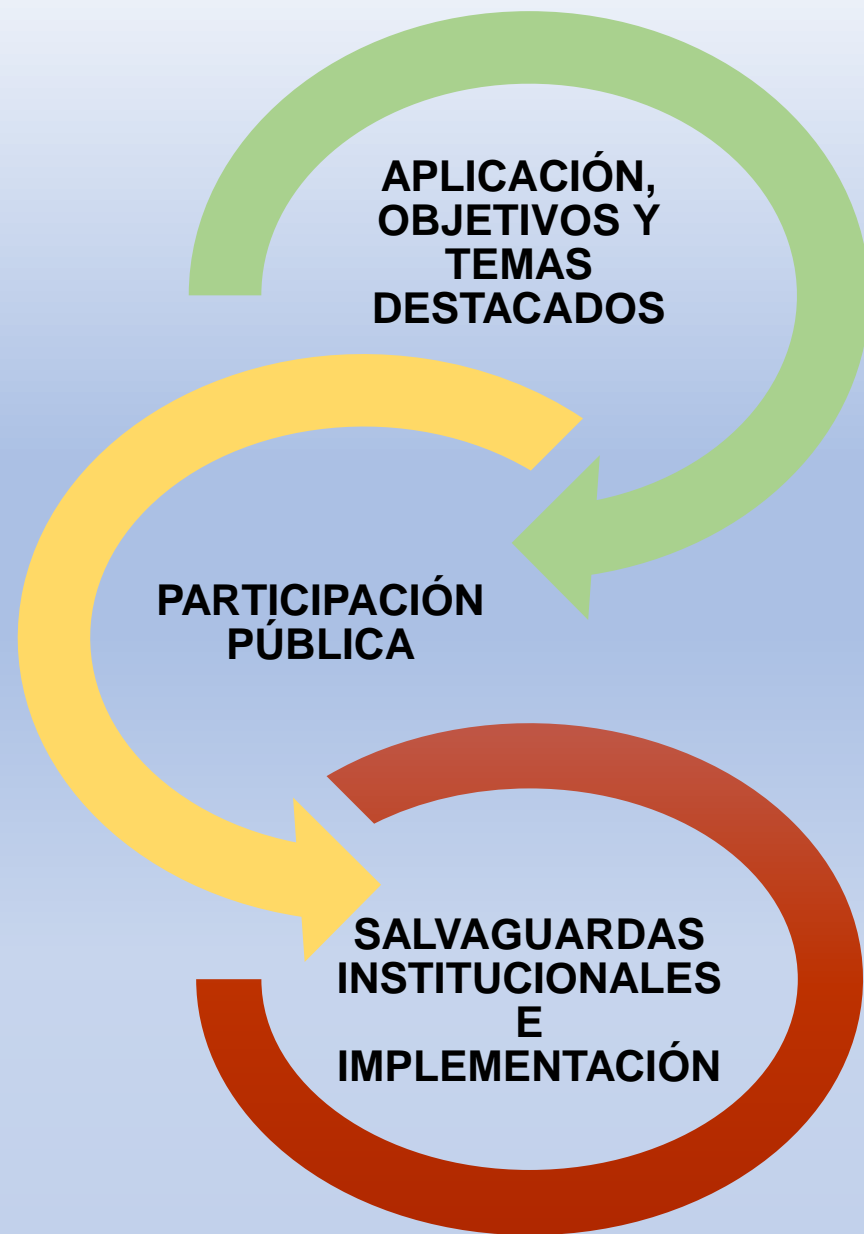 APLICACIÓN,
OBJETIVOS Y
TEMAS
DESTACADOS
PARTICIPACIÓN
PÚBLICA
SALVAGUARDAS
INSTITUCIONALES
E
IMPLEMENTACIÓN